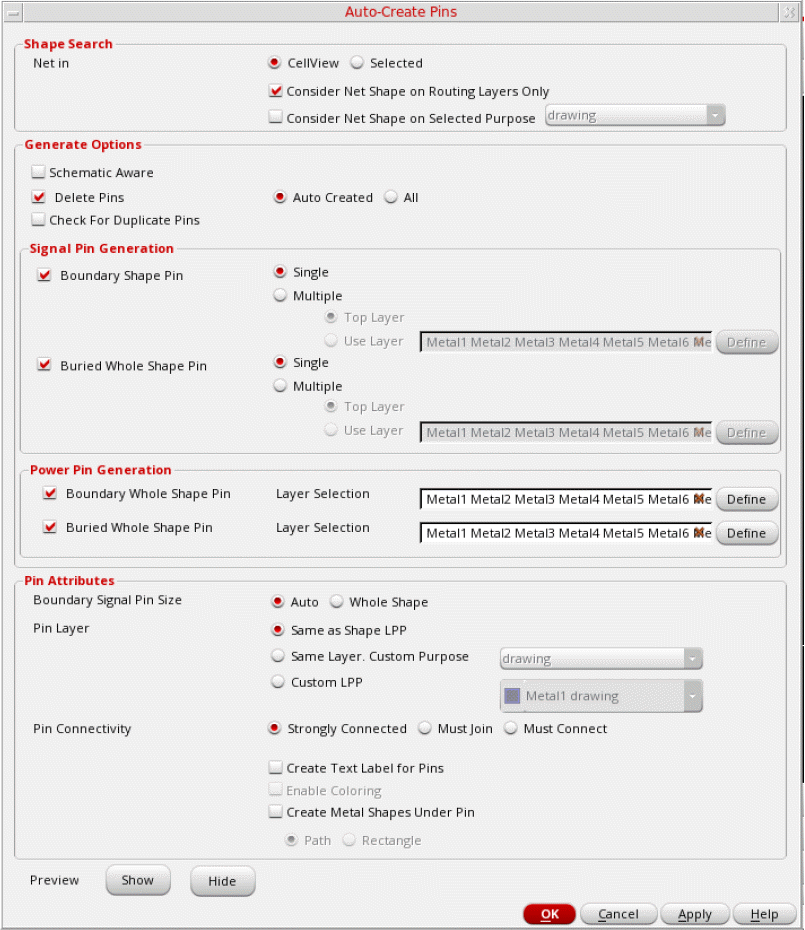 Auto-Create Pins
Shape Search
Net in CellView Selected
Consider Net Shape on Routing Layers Only
Consider Net Shape on Selected Purpose drawing
Generate Options
Schematic Aware
Delete Pins Auto Created All
Check For Duplicate Pins
Signal Pin Generation
Boundary Shape Pin Single
Multiple
Top Layer
Use Layer Metal1 Metal2 Metal3 Metal4 Metal5 Metal6 Me Define
Buried Whole Shape Pin Single
Multiple
Top Layer
Use Layer Metal1 Metal2 Metal3 Metal4 Metal5 Metal6 Me Define
Power Pin Generation
Boundary Whole Shape Pin Layer Selection Metal1 Metal2 Metal3 Metal4 Metal5 Metal6 Me Define
Buried Whole Shape Pin Layer Selection Metal1 Metal2 Metal3 Metal4 Metal5 Metal6 Me Define
Pin Attributes
Boundary Signal Pin Size Auto Whole Shape
Pin Layer Same as Shape LPP
Same Layer. Custom Purpose drawing
Custom LPP Metal1 drawing
Pin Connectivity Strongly Connected Must Join Must Connect
Create Text Label for Pins
Enable Coloring
Create Metal Shapes Under Pin
Path Rectangle
Preview Show Hide
OK Cancel Apply Help